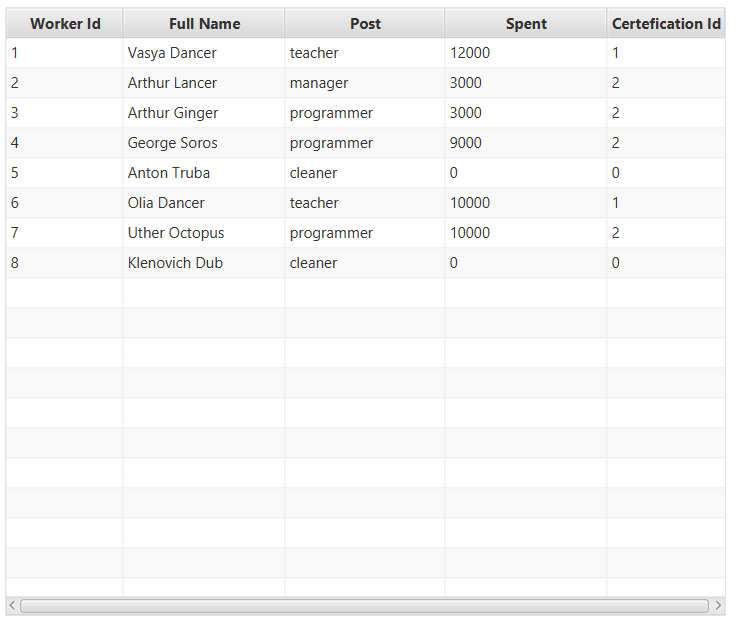 Worker Id Full Name Post Spent Certefication Id
1 Vasya Dancer teacher 12000 1
2 Arthur Lancer manager 3000 2
3 Arthur Ginger programmer 3000 2
4 George Soros programmer 9000 2
5 Anton Truba cleaner 0 0
6 Olia Dancer teacher 10000 1
7 Uther Octopus programmer 10000 2
8 Klenovich Dub cleaner 0 0